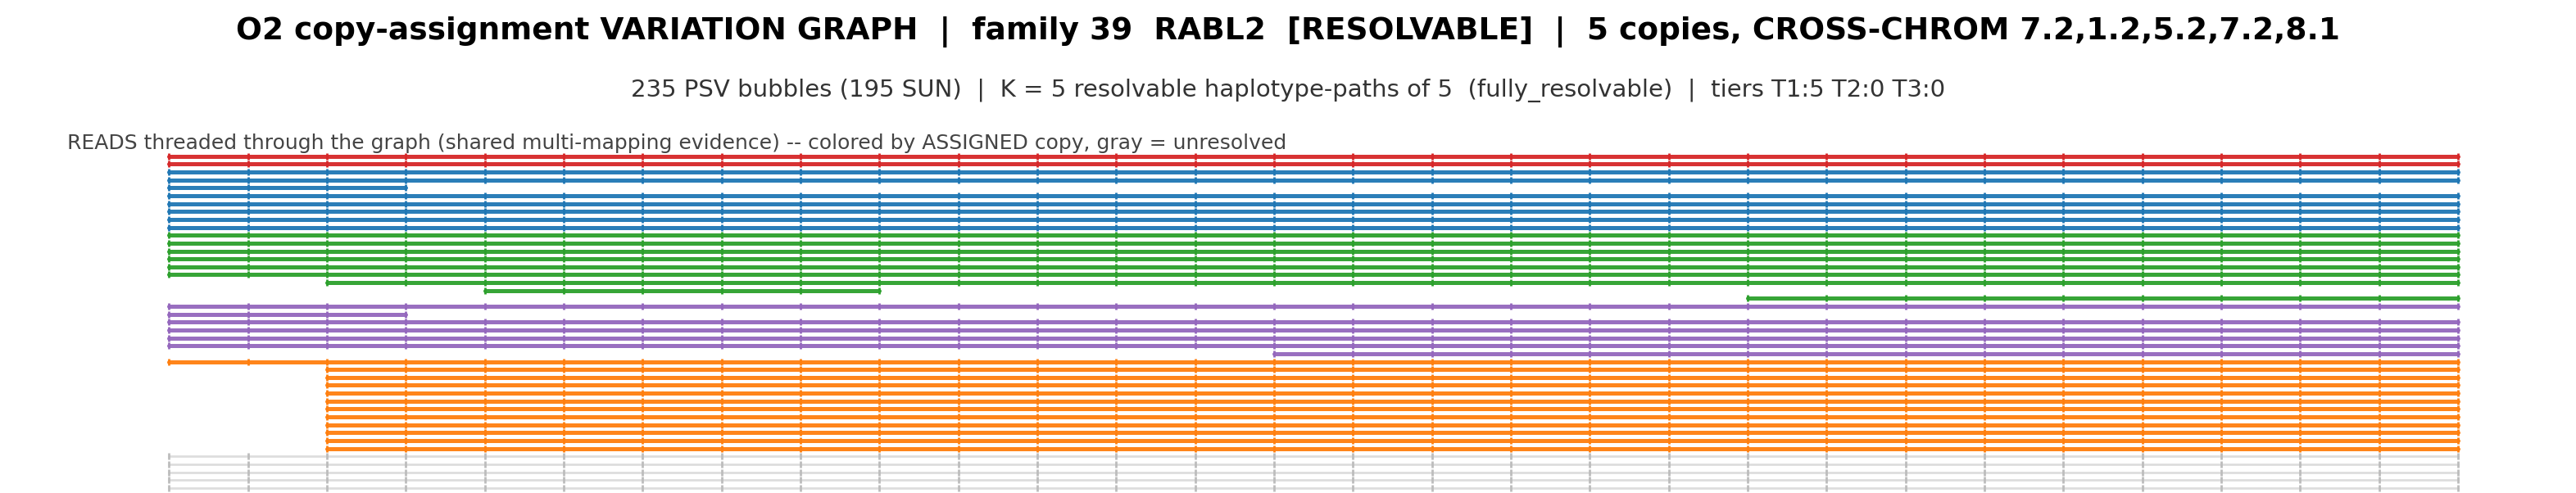 O2 copy-assignment VARIATION GRAPH | family 39 RABL2 [RESOLVABLE] | 5 copies, CROSS-CHROM 7.2,1.2,5.2,7.2,8.1
235 PSV bubbles (195 SUN) | K = 5 resolvable haplotype-paths of 5 (fully_resolvable) | tiers T1:5 T2:0 T3:0
READS threaded through the graph (shared multi-mapping evidence) -- colored by ASSIGNED copy, gray = unresolved